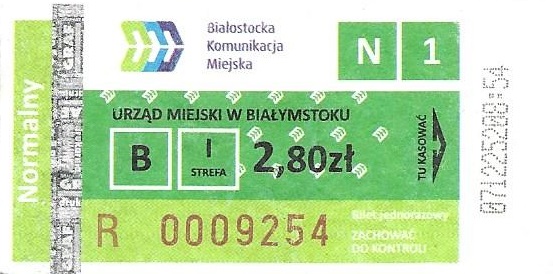 Normalny
Białostocka
Komunikacja
Miejska
N 1
URZĄD MIEJSKI W BIAŁYMSTOKU
B
I
STREFA
2,80zł
TU KASOWAĆ
R 0009254
Bilet jednorazowy
ZACHOWAĆ
DO KONTROLI